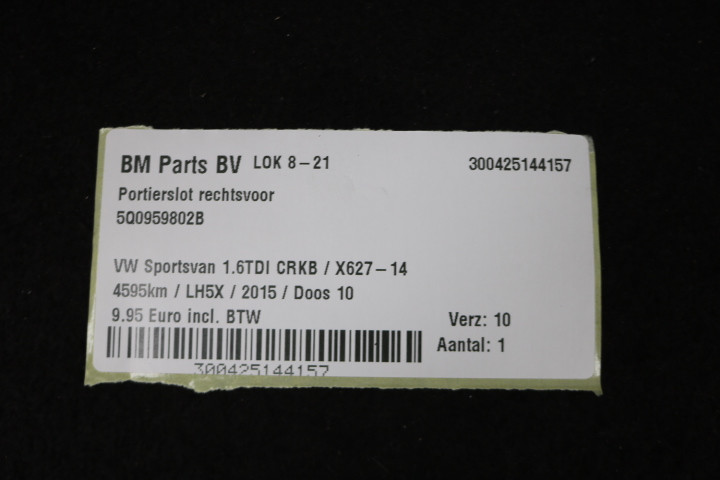 BM Parts BV LOK 8-21 300425144157
Portierslot rechtsvoor
5Q0959802B
VW Sportsvan 1.6TDI CRKB / X627-14
4595km / LH5X / 2015 / Doos 10
9.95 Euro incl. BTW Verz: 10
Aantal: 1
300425144157